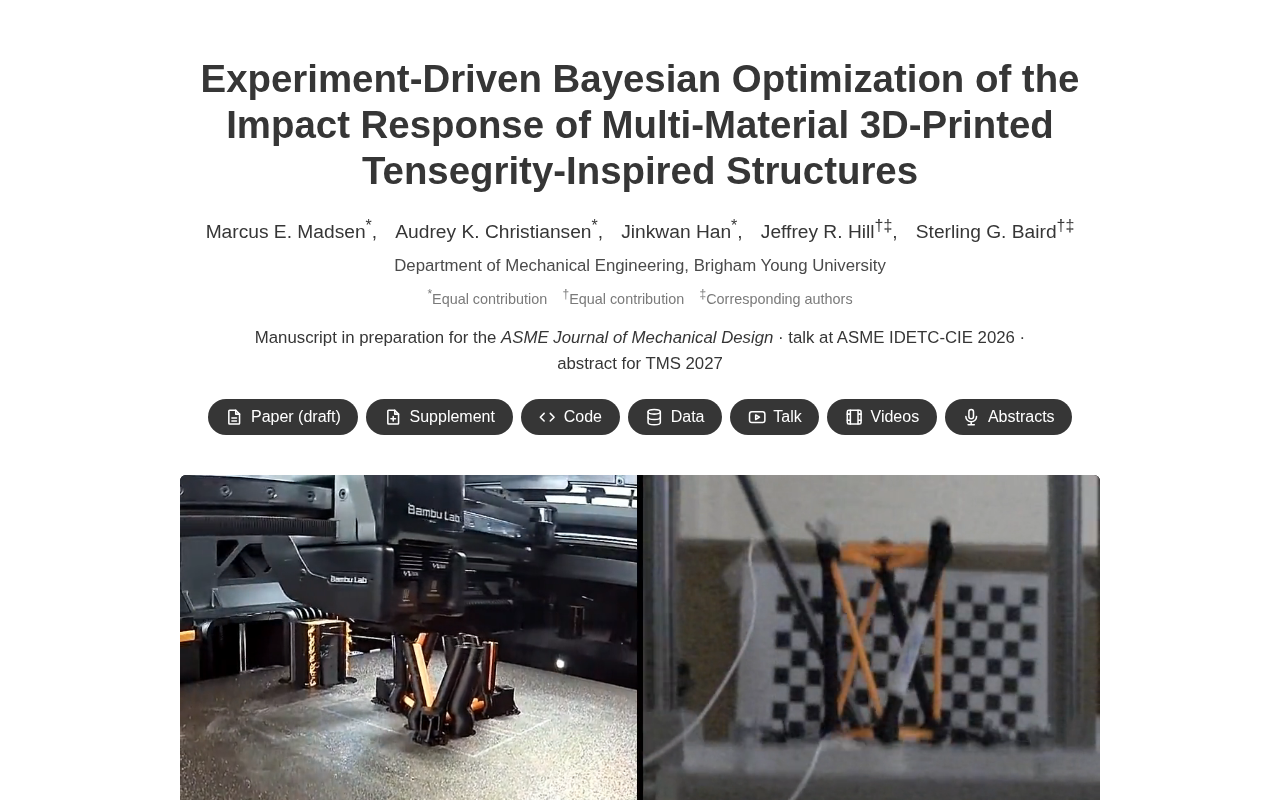 Experiment-Driven Bayesian Optimization of the
Impact Response of Multi-Material 3D-Printed
Tensegrity-Inspired Structures
Marcus E. Madsen*, Audrey K. Christiansen*, Jinkwan Han*, Jeffrey R. Hill†‡, Sterling G. Baird†‡
Department of Mechanical Engineering, Brigham Young University
*Equal contribution †Equal contribution ‡Corresponding authors
Manuscript in preparation for the ASME Journal of Mechanical Design · talk at ASME IDETC-CIE 2026 ·
abstract for TMS 2027
Paper (draft) Supplement Code Data Talk Videos Abstracts
Bambu Lab
Bambu Lab